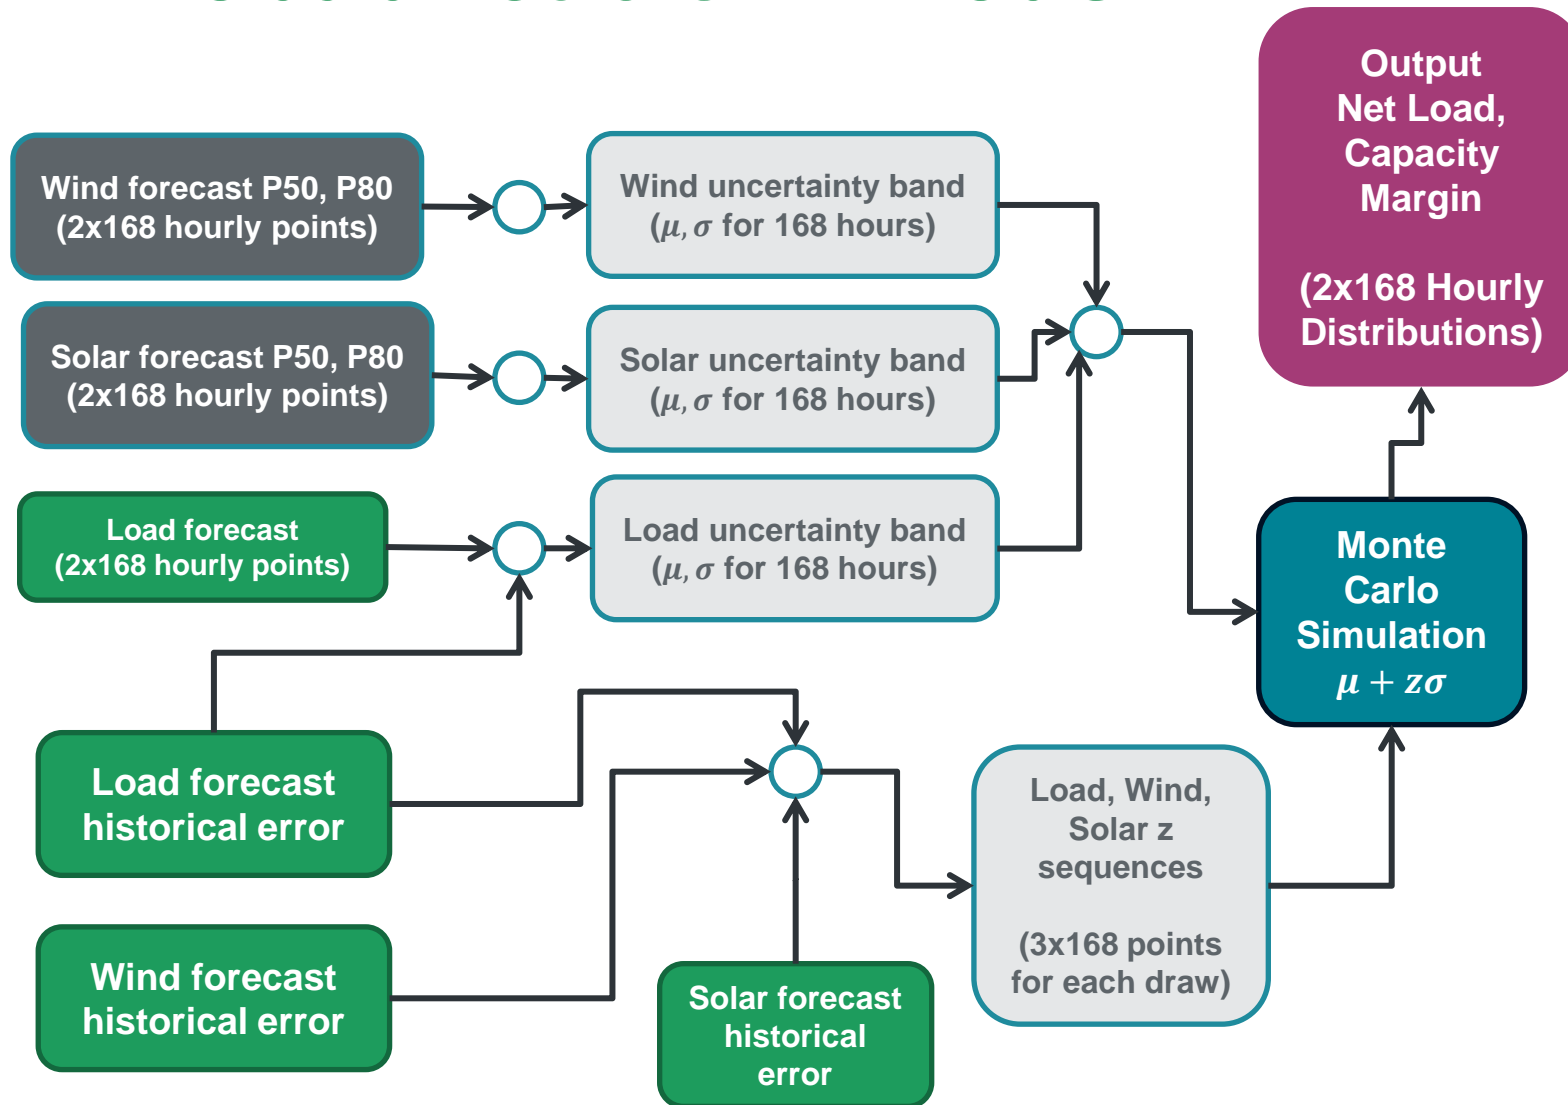 Wind forecast P50, P80
(2x168 hourly points)
Wind uncertainty band
(μ, σ for 168 hours)
Output
Net Load,
Capacity
Margin
(2x168 Hourly
Distributions)
Solar forecast P50, P80
(2x168 hourly points)
Solar uncertainty band
(μ, σ for 168 hours)
Load forecast
(2x168 hourly points)
Load uncertainty band
(μ, σ for 168 hours)
Monte
Carlo
Simulation
μ + zσ
Load forecast
historical error
Load, Wind,
Solar z
sequences
(3x168 points
for each draw)
Wind forecast
historical error
Solar forecast
historical
error